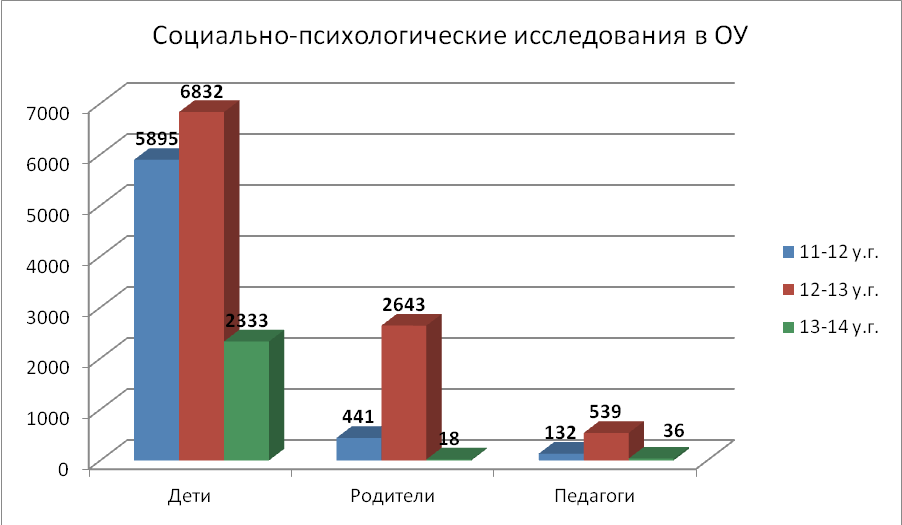 Социально-психологические исследования в ОУ
7000
6000
5000
4000
3000
2000
1000
0
5895
6832
2333
441
2643
18
132
539
36
Дети
Родители
Педагоги
11-12 у.г.
12-13 у.г.
13-14 у.г.